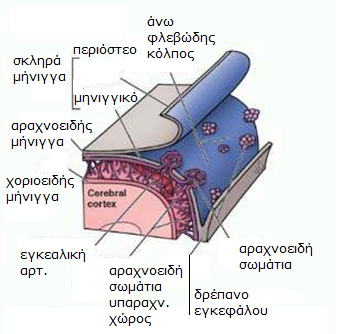 άνω
φλεβώδης
κόλπος
περιόστεο
σκληρά
μήνιγγα
μηνιγγικό
αραχνοειδής
μήνιγγα
χοριοειδής
μήνιγγα
Cerebral
cortex
εγκεαλική
αρτ.
αραχνοειδή
σωμάτια
υπαραχν.
χώρος
αραχνοειδή
σωμάτια
δρέπανο
εγκεφάλου